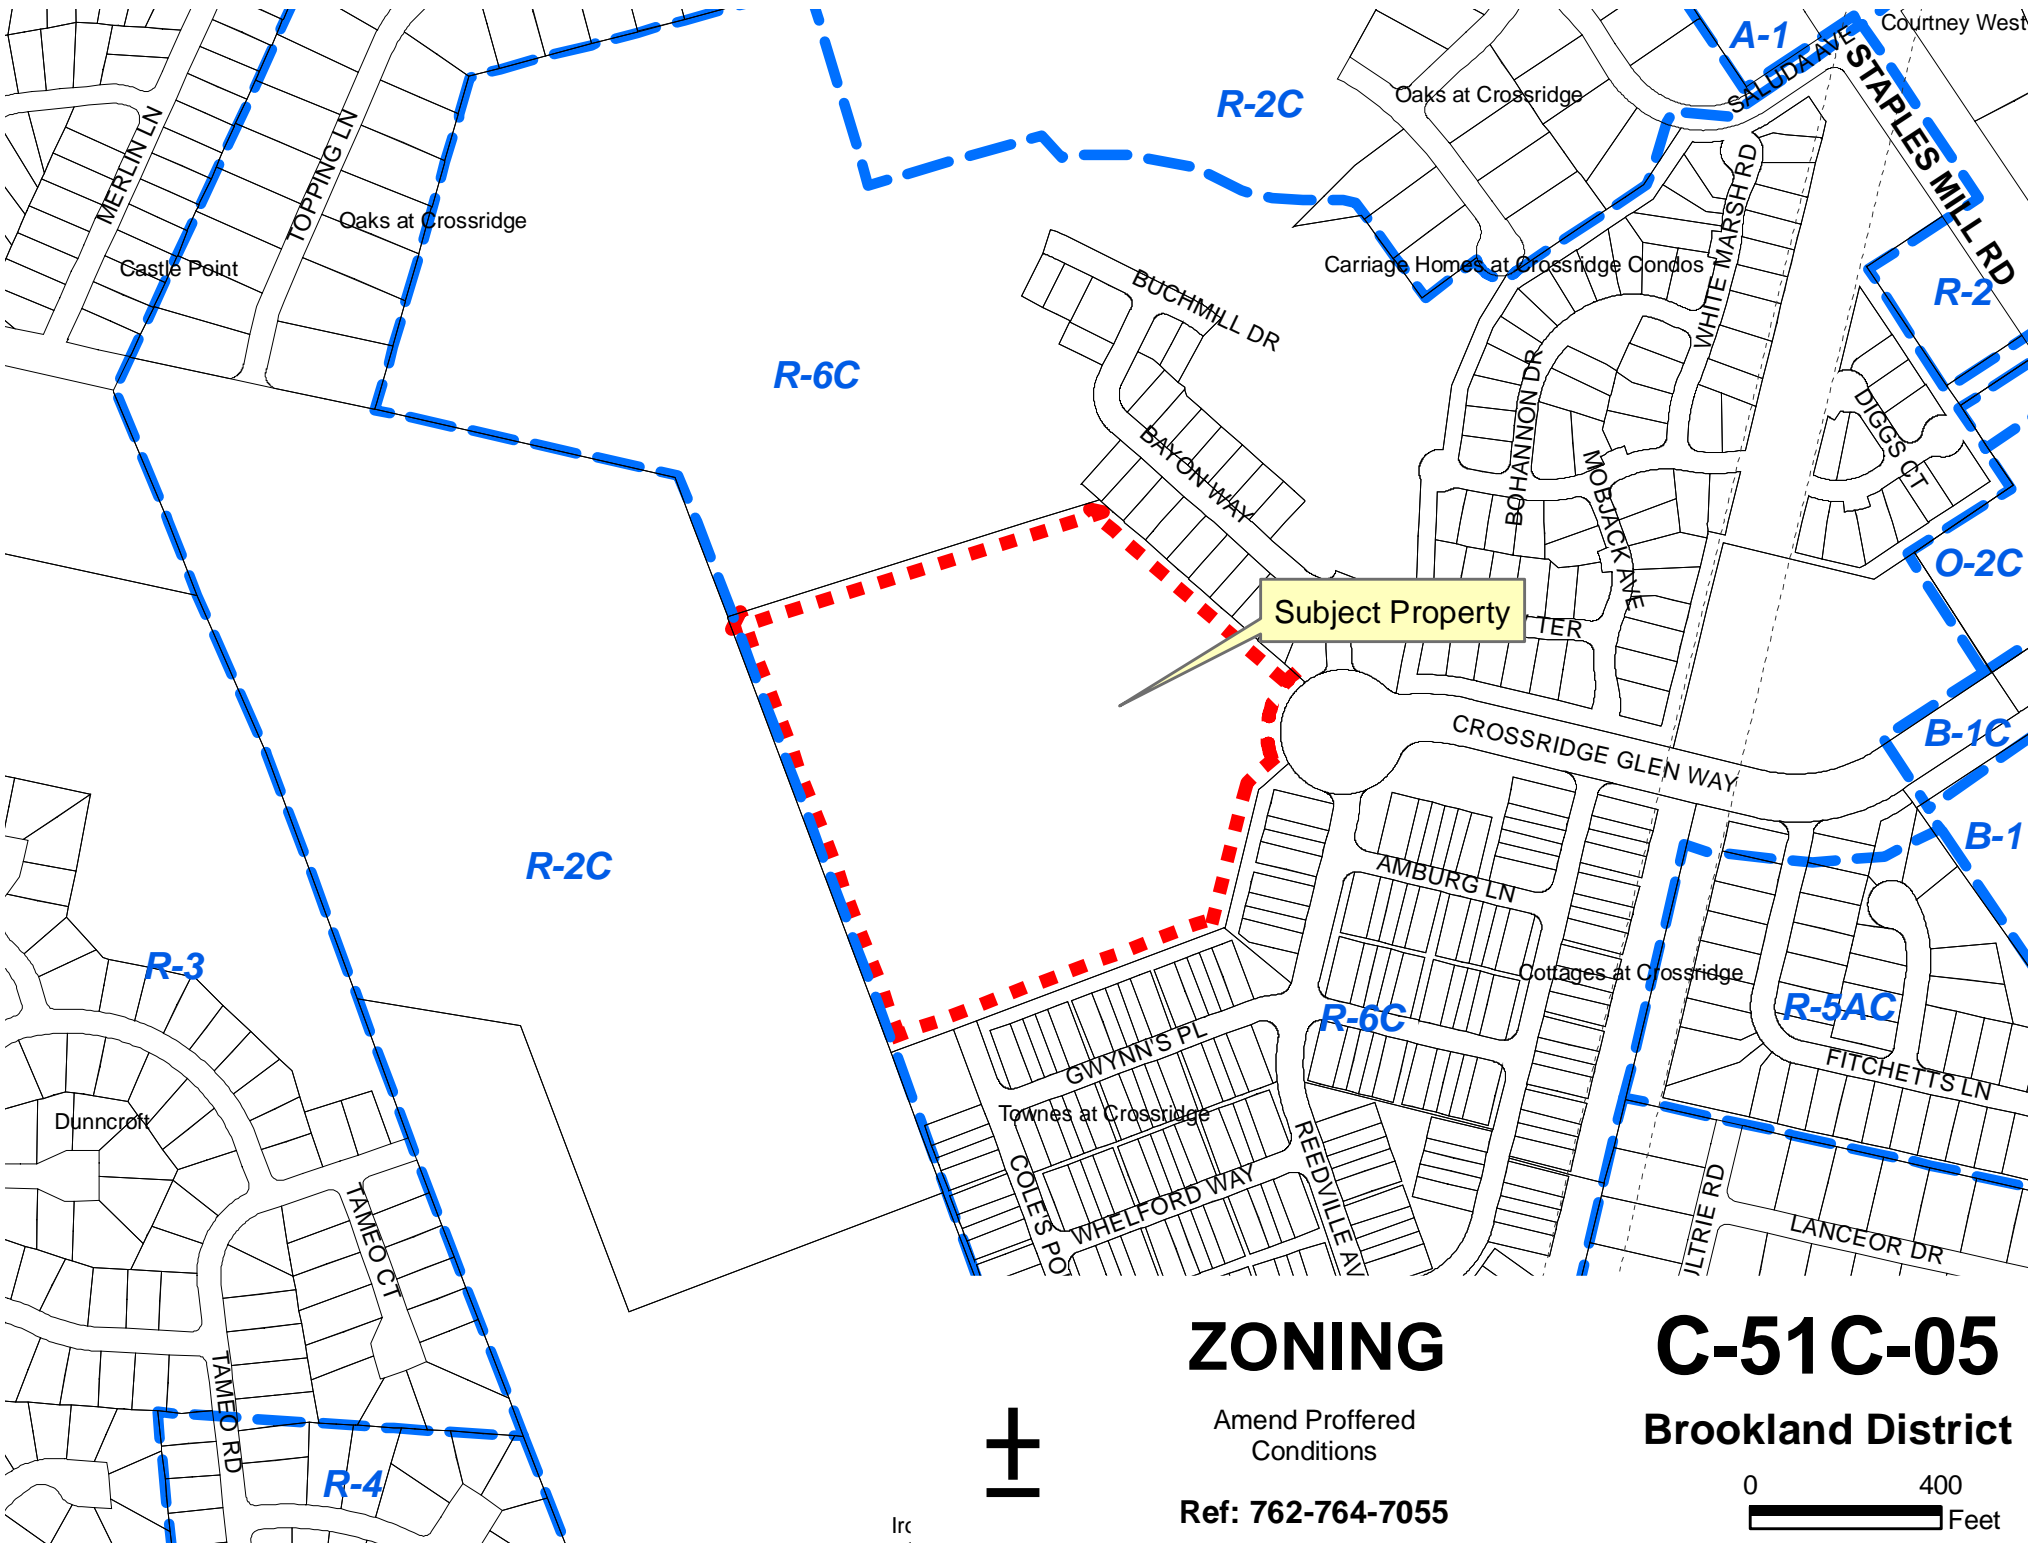 Courtney West
A-1
SALUDA AVE
STAPLES MILL RD
R-2C
Oaks at Crossridge
MERLIN LN
TOPPING LN
Oaks at Crossridge
Castle Point
WHITE MARSH RD
Carriage Homes at Crossridge Condos
R-2
BUCHMILL DR
R-6C
BOHANNON DR
DIGGS CT
BAYON WAY
MOBJACK AVE
O-2C
Subject Property
TER
CROSSRIDGE GLEN WAY
B-1C
B-1
R-2C
AMBURG LN
R-3
Cottages at Crossridge
R-6C
R-5AC
GWYNN'S PL
FITCHETTS LN
Dunncroft
Townes at Crossridge
COLE'S PO
WHELFORD WAY
REEDVILLE AV
ULTRIE RD
LANCEOR DR
TAMEO CT
TAMEO RD
R-4
ZONING
C-51C-05
Amend Proffered
Conditions
Brookland District
Ref: 762-764-7055
0 400
Feet